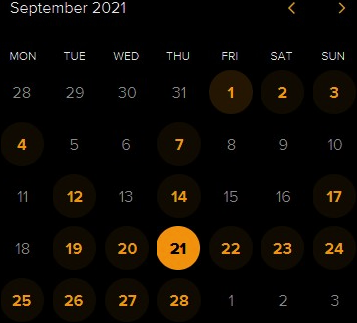 September 2021
MON TUE WED THU FRI SAT SUN
28 29 30 31 1 2 3
4 5 6 7 8 9 10
11 12 13 14 15 16 17
18 19 20 21 22 23 24
25 26 27 28 1 2 3